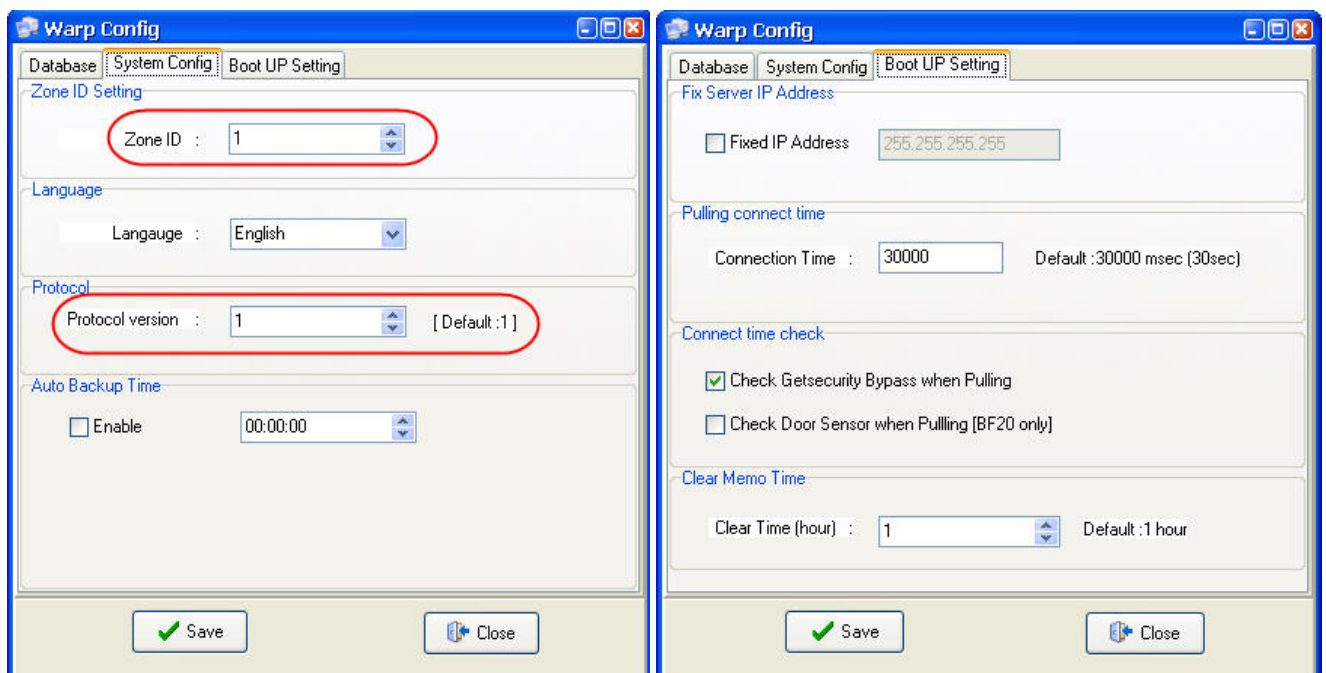 Warp Config
Database System Config Boot UP Setting
Zone ID Setting
Zone ID : 1
Language
Langauge : English
Protocol
Protocol version : 1 [ Default :1 ]
Auto Backup Time
Enable 00:00:00
Save Close
Warp Config
Database System Config Boot UP Setting
Fix Server IP Address
Fixed IP Address 255.255.255.255
Pulling connect time
Connection Time : 30000 Default :30000 msec (30sec)
Connect time check
Check Getsecurity Bypass when Pulling
Check Door Sensor when Pullling [BF20 only]
Clear Memo Time
Clear Time (hour) : 1 Default :1 hour
Save Close